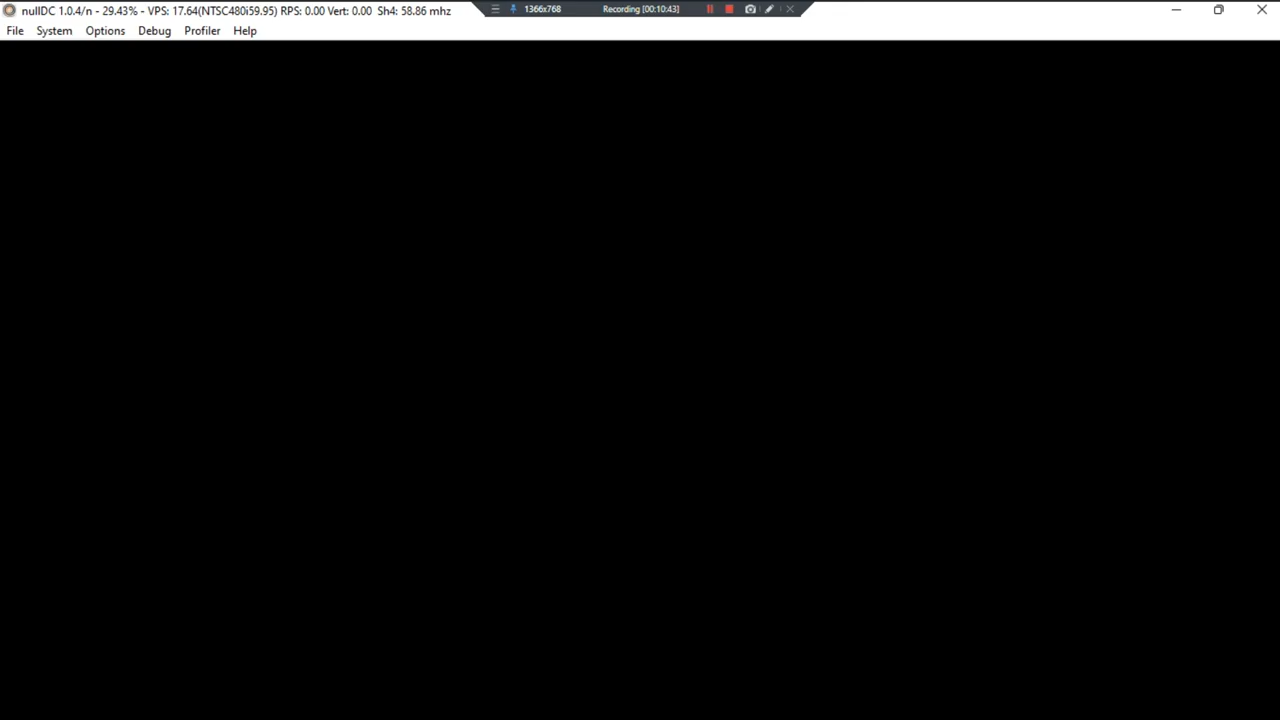 nullDC 1.0.4/n - 29.43% - VPS: 17.64(NTSC480i59.95) RPS: 0.00 Vert: 0.00 Sh4: 58.86 mhz
1366x768 Recording [00:10:43]
File System Options Debug Profiler Help